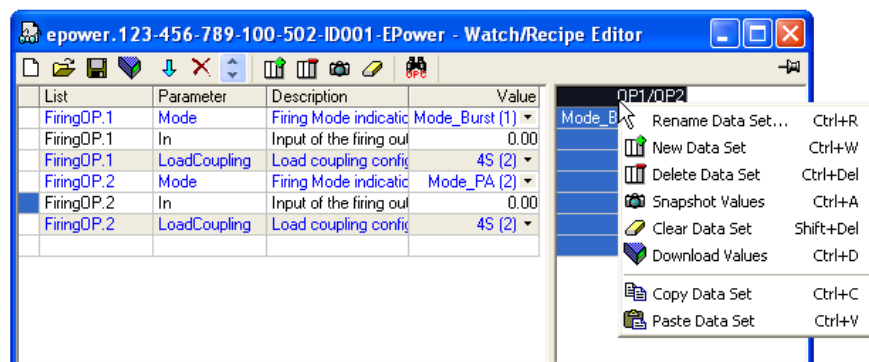 epower.123-456-789-100-502-ID001-EPower - Watch/Recipe Editor
OPC
List Parameter Description Value OP1/OP2
FiringOP.1 Mode Firing Mode indicatic Mode_Burst (1) Mode_B
FiringOP.1 In Input of the firing out 0.00
FiringOP.1 LoadCoupling Load coupling config 4S (2)
FiringOP.2 Mode Firing Mode indicatic Mode_PA (2)
FiringOP.2 In Input of the firing out 0.00
FiringOP.2 LoadCoupling Load coupling config 4S (2)
Rename Data Set... Ctrl+R
New Data Set Ctrl+W
Delete Data Set Ctrl+Del
Snapshot Values Ctrl+A
Clear Data Set Shift+Del
Download Values Ctrl+D
Copy Data Set Ctrl+C
Paste Data Set Ctrl+V